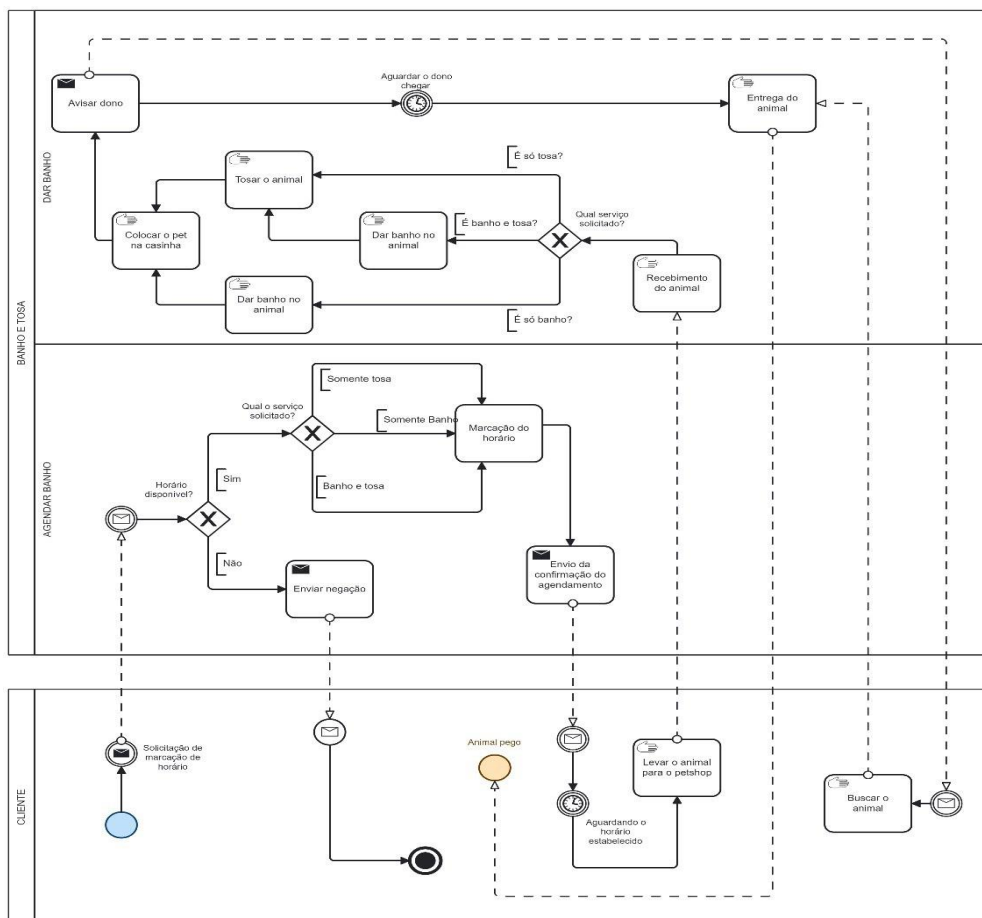 BANHO E TOSA
DAR BANHO
Avisar dono
Aguardar o dono
chegar
Entrega do
animal
É só tosa?
Tosar o animal
É banho e tosa?
Qual serviço
solicitado?
Colocar o pet
na casinha
Dar banho no
animal
Recebimento
do animal
Dar banho no
animal
É só banho?
AGENDAR BANHO
Somente tosa
Qual o serviço
solicitado?
Somente Banho
Marcação do
horário
Horário
disponível?
Sim
Banho e tosa
Não
Enviar negação
Envio da
confirmação do
agendamento
CLIENTE
Solicitação de
marcação de
horário
Animal pego
Levar o animal
para o petshop
Aguardando o
horário
estabelecido
Buscar o
animal